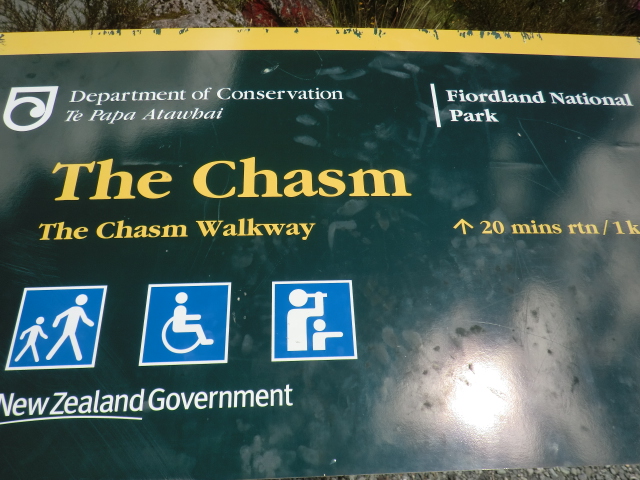 Department of Conservation
Te Papa Atawhai
Fiordland National
Park
The Chasm
The Chasm Walkway
↑ 20 mins rtn / 1 k
New Zealand Government